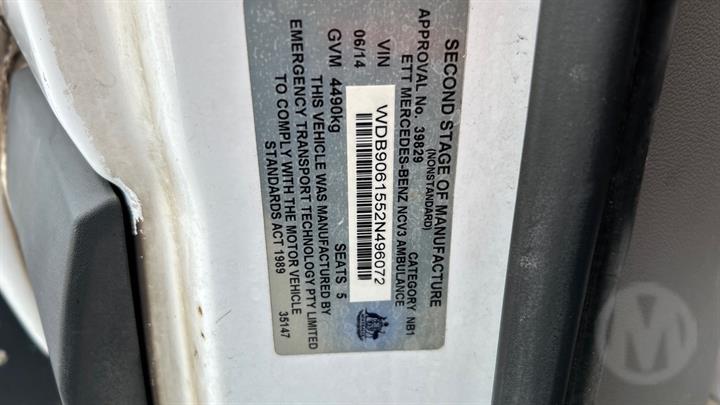 SECOND STAGE OF MANUFACTURE
(NONSTANDARD)
APPROVAL No. 39829 CATEGORY NB1
ETT MERCEDES-BENZ NCV3 AMBULANCE
VIN WDB9061552N496072
06/14
GVM 4490kg SEATS 5
THIS VEHICLE WAS MANUFACTURED BY
EMERGENCY TRANSPORT TECHNOLOGY PTY LIMITED
TO COMPLY WITH THE MOTOR VEHICLE
STANDARDS ACT 1989
35147
M